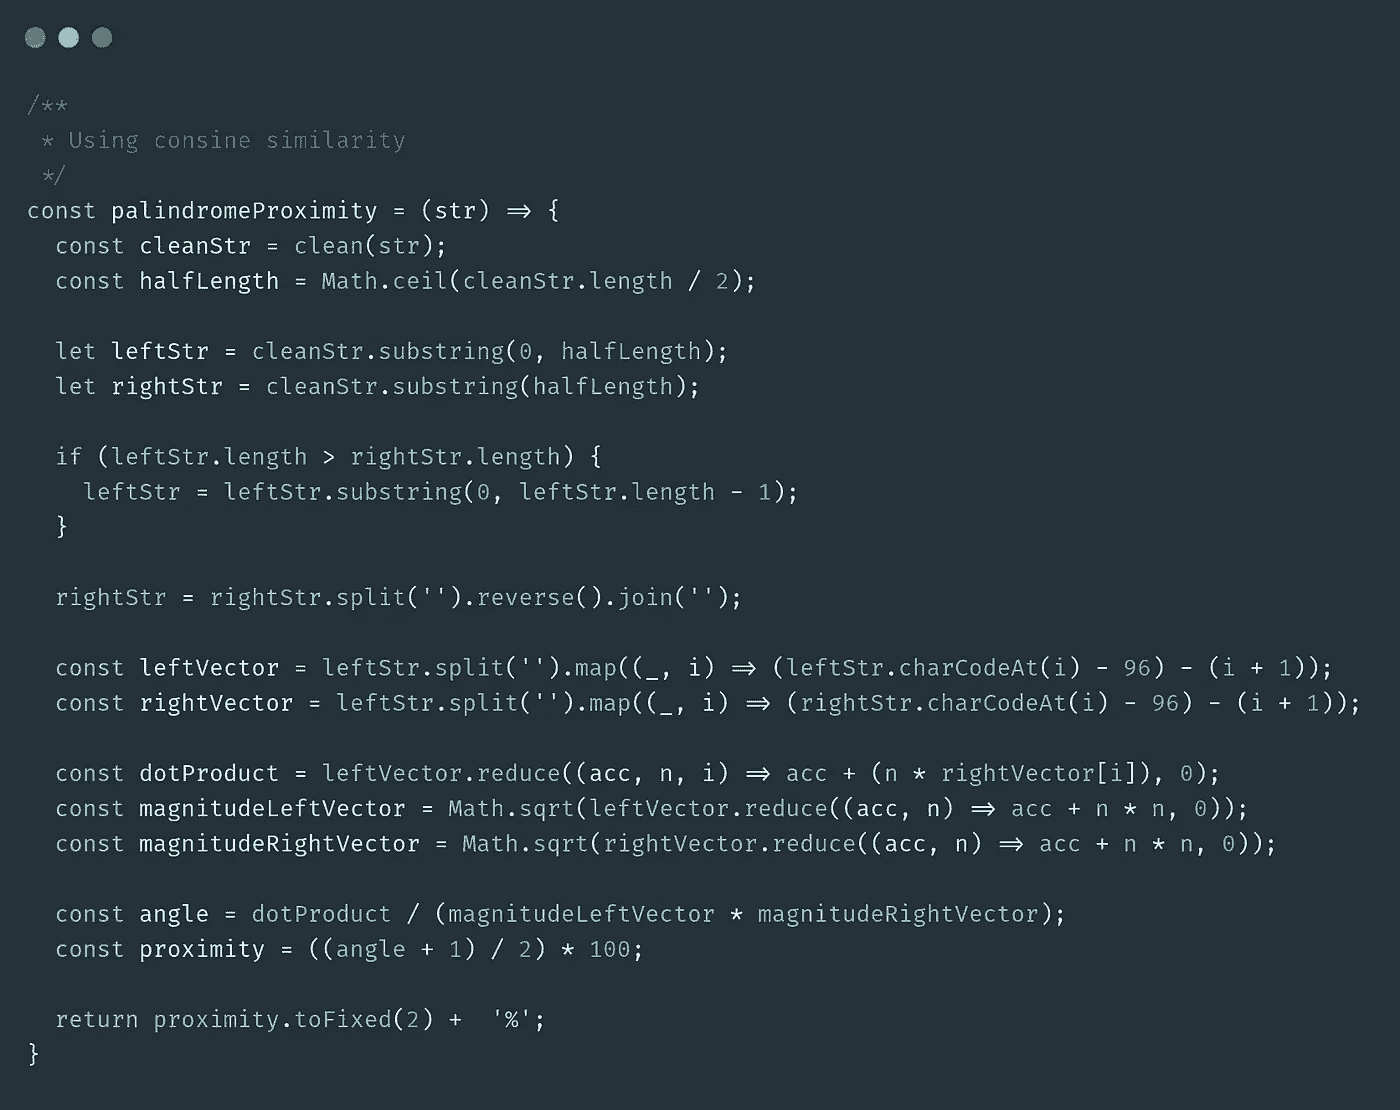 /**
 * Using consine similarity
 */
const palindromeProximity = (str) => {
  const cleanStr = clean(str);
  const halfLength = Math.ceil(cleanStr.length / 2);

  let leftStr = cleanStr.substring(0, halfLength);
  let rightStr = cleanStr.substring(halfLength);

  if (leftStr.length > rightStr.length) {
    leftStr = leftStr.substring(0, leftStr.length - 1);
  }

  rightStr = rightStr.split('').reverse().join('');

  const leftVector = leftStr.split('').map((_, i) => (leftStr.charCodeAt(i) - 96) - (i + 1));
  const rightVector = leftStr.split('').map((_, i) => (rightStr.charCodeAt(i) - 96) - (i + 1));

  const dotProduct = leftVector.reduce((acc, n, i) => acc + (n * rightVector[i]), 0);
  const magnitudeLeftVector = Math.sqrt(leftVector.reduce((acc, n) => acc + n * n, 0));
  const magnitudeRightVector = Math.sqrt(rightVector.reduce((acc, n) => acc + n * n, 0));

  const angle = dotProduct / (magnitudeLeftVector * magnitudeRightVector);
  const proximity = ((angle + 1) / 2) * 100;

  return proximity.toFixed(2) +  '%';
}